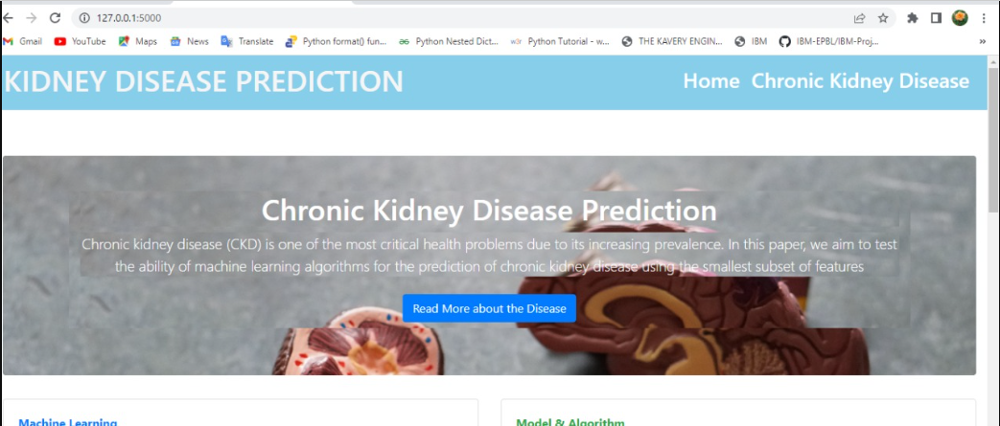 127.0.0.1:5000
Gmail YouTube Maps News Translate Python format() fun... Python Nested Dict... Python Tutorial - w... THE KAVERY ENGIN... IBM IBM-EPBL/IBM-Proj... »
KIDNEY DISEASE PREDICTION Home Chronic Kidney Disease
Chronic Kidney Disease Prediction
Chronic kidney disease (CKD) is one of the most critical health problems due to its increasing prevalence. In this paper, we aim to test
the ability of machine learning algorithms for the prediction of chronic kidney disease using the smallest subset of features
Read More about the Disease
Machine Learning Model & Algorithm